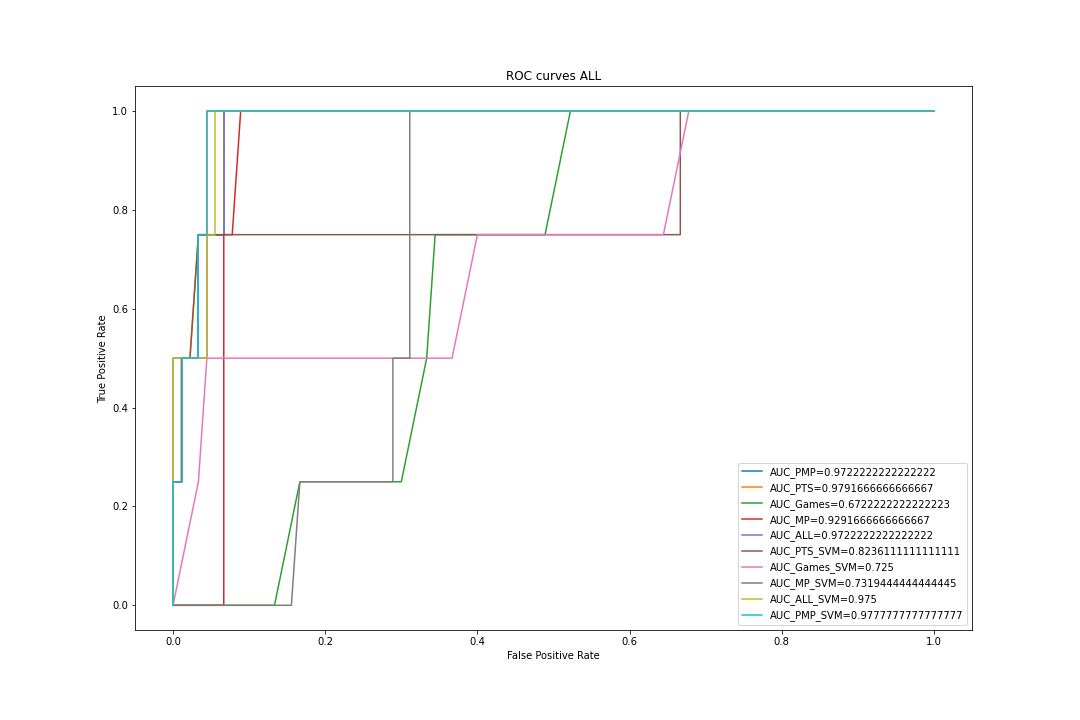 ROC curves ALL
1.0
0.8
0.6
0.4
0.2
0.0
True Positive Rate
AUC_PMP=0.9722222222222222
AUC_PTS=0.9791666666666667
AUC_Games=0.6722222222222223
AUC_MP=0.9291666666666667
AUC_ALL=0.9722222222222222
AUC_PTS_SVM=0.8236111111111111
AUC_Games_SVM=0.725
AUC_MP_SVM=0.7319444444444445
AUC_ALL_SVM=0.975
AUC_PMP_SVM=0.9777777777777777
0.0 0.2 0.4 0.6 0.8 1.0
False Positive Rate